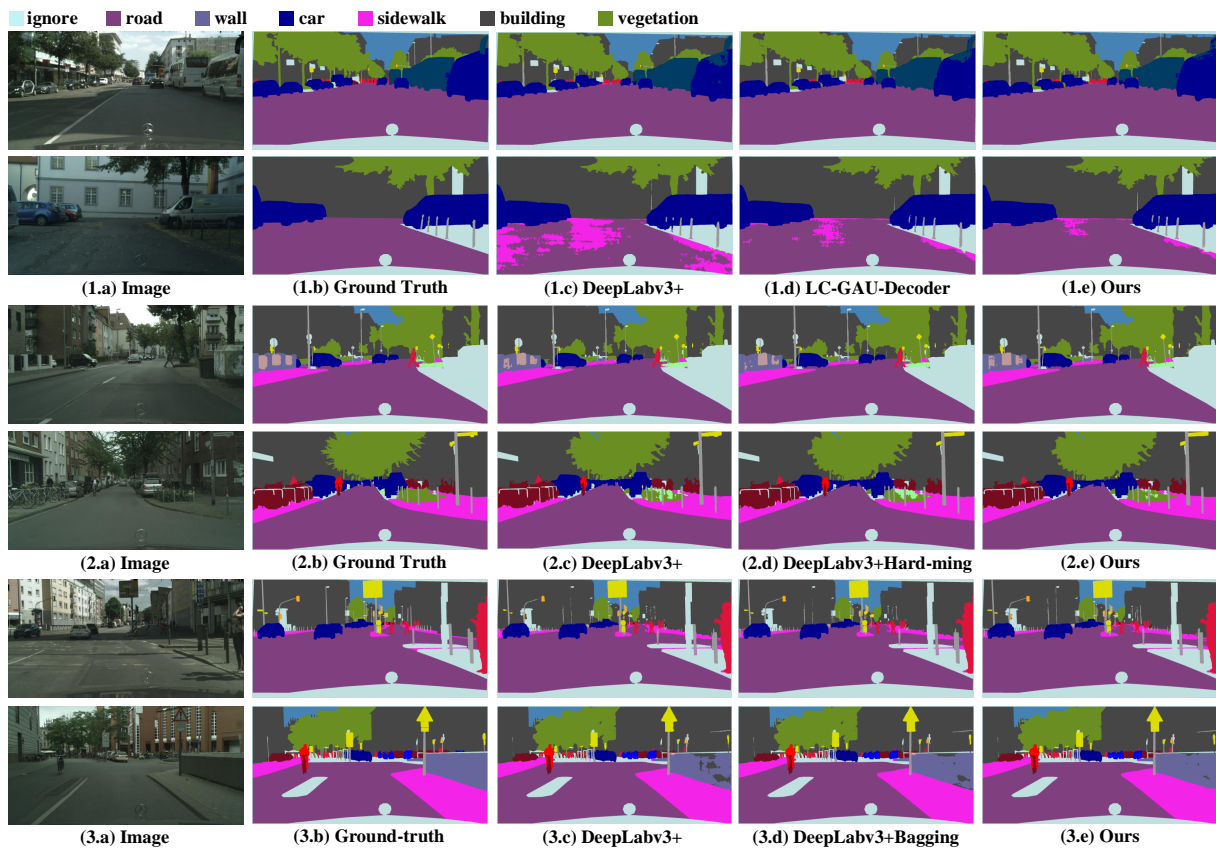 ignore road wall car sidewalk building vegetation
(1.a) Image (1.b) Ground Truth (1.c) DeepLabv3+ (1.d) LC-GAU-Decoder (1.e) Ours
(2.a) Image (2.b) Ground Truth (2.c) DeepLabv3+ (2.d) DeepLabv3+Hard-ming (2.e) Ours
(3.a) Image (3.b) Ground-truth (3.c) DeepLabv3+ (3.d) DeepLabv3+Bagging (3.e) Ours